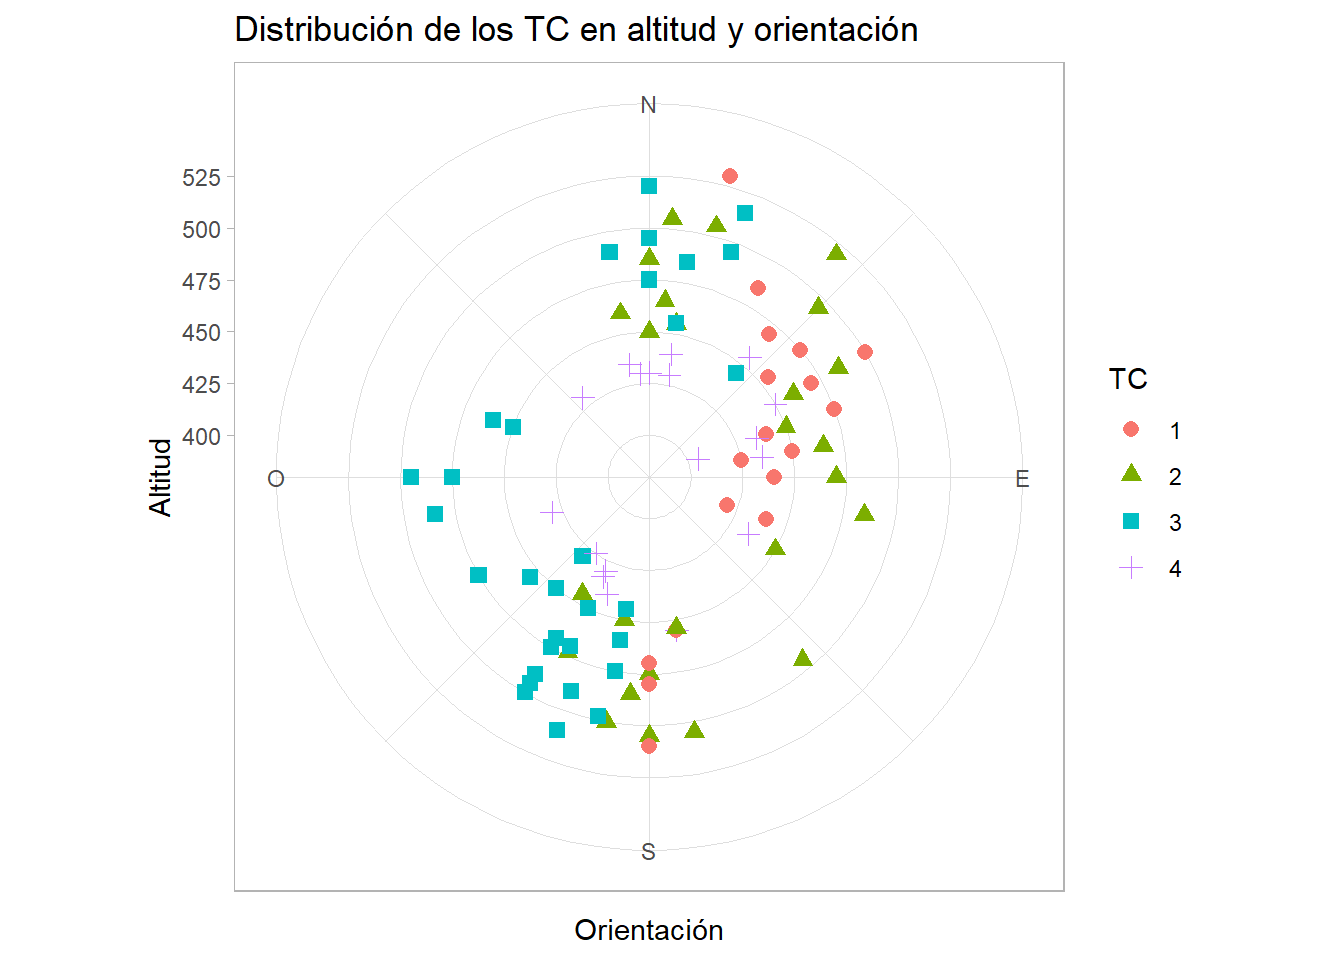 Distribución de los TC en altitud y orientación
N
525
500
475
450
425
400
O
E
S
Altitud
Orientación
TC
1
2
3
4